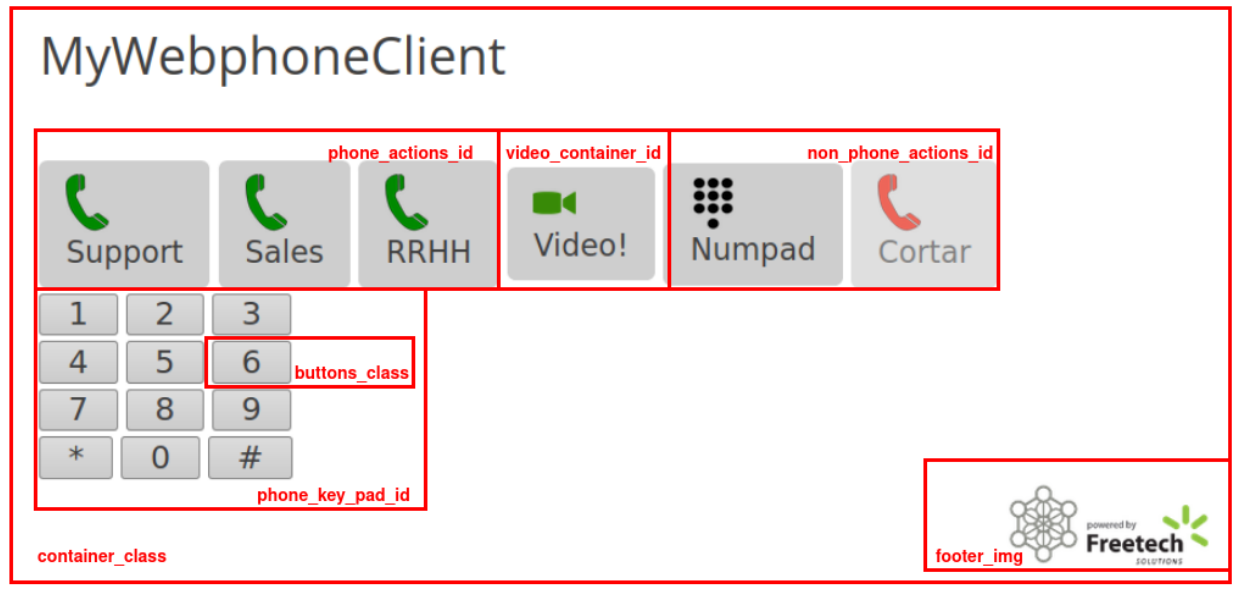 MyWebphoneClient
phone_actions_id video_container_id non_phone_actions_id
Support Sales RRHH Video! Numpad Cortar
1 2 3
4 5 6 buttons_class
7 8 9
* 0 #
phone_key_pad_id
powered by
Freetech
SOLUTIONS
container_class footer_img